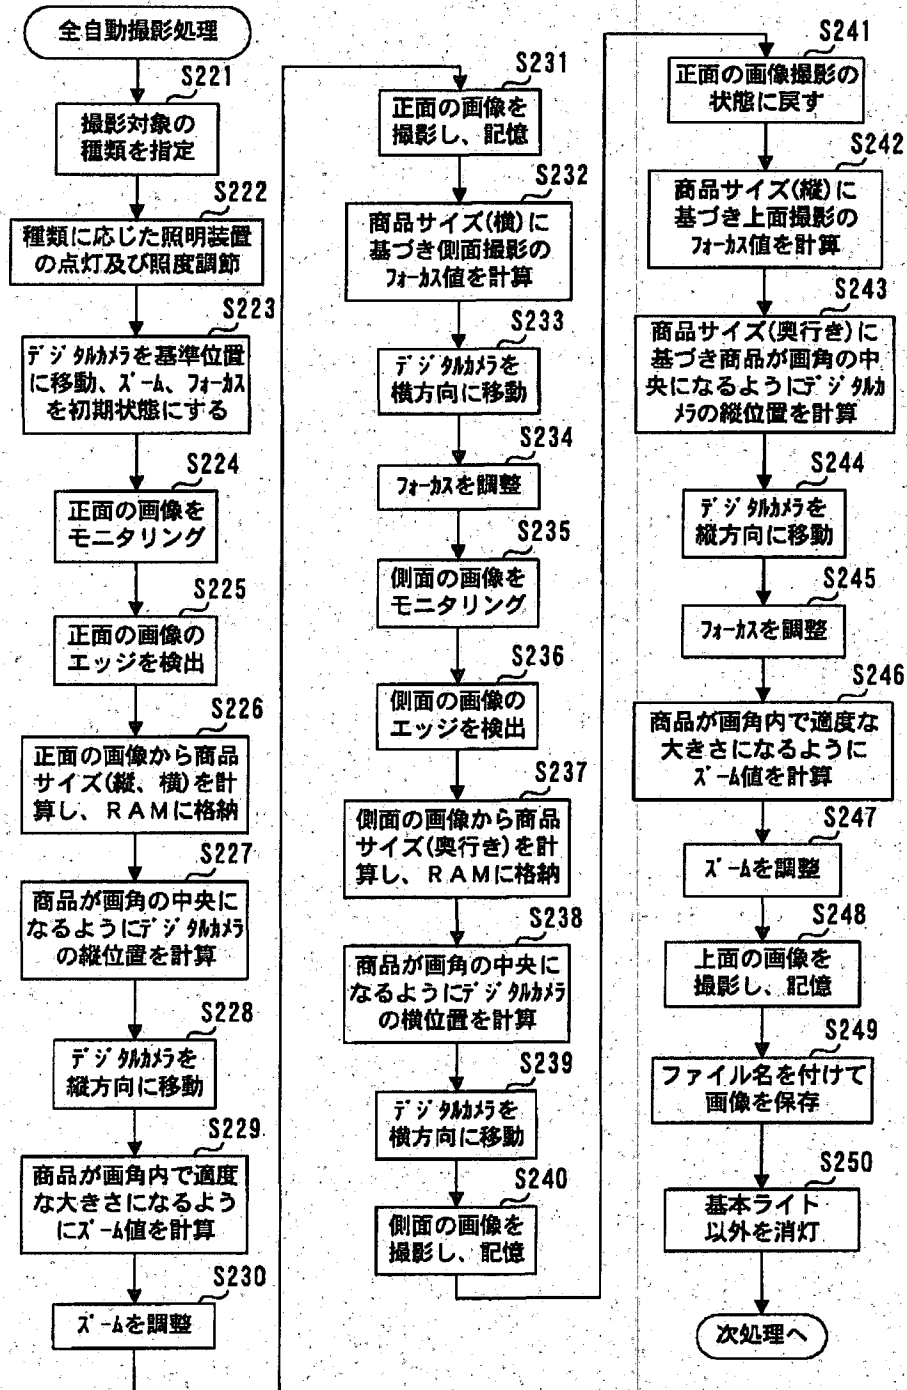 全自動撮影処理
S221
撮影対象の
種類を指定
S222
種類に応じた照明装置
の点灯及び照度調節
S223
デジタルカメラを基準位置
に移動、ズーム、フォーカス
を初期状態にする
S224
正面の画像を
モニタリング
S225
正面の画像の
エッジを検出
S226
正面の画像から商品
サイズ(縦、横)を計
算し、RAMに格納
S227
商品が画角の中央に
なるようにデジタルカメラ
の縦位置を計算
S228
デジタルカメラを
縦方向に移動
S229
商品が画角内で適度
な大きさになるよう
にズーム値を計算
S230
ズームを調整
S231
正面の画像を
撮影し、記憶
S232
商品サイズ(横)に
基づき側面撮影の
フォーカス値を計算
S233
デジタルカメラを
横方向に移動
S234
フォーカスを調整
S235
側面の画像を
モニタリング
S236
側面の画像の
エッジを検出
S237
側面の画像から商品
サイズ(奥行き)を計
算し、RAMに格納
S238
商品が画角の中央に
なるようにデジタルカメラ
の横位置を計算
S239
デジタルカメラを
横方向に移動
S240
側面の画像を
撮影し、記憶
S241
正面の画像撮影の
状態に戻す
S242
商品サイズ(縦)に
基づき上面撮影の
フォーカス値を計算
S243
商品サイズ(奥行き)に
基づき商品が画角の中
央になるようにデジタルカ
メラの縦位置を計算
S244
デジタルカメラを
縦方向に移動
S245
フォーカスを調整
S246
商品が画角内で適度な
大きさになるように
ズーム値を計算
S247
ズームを調整
S248
上面の画像を
撮影し、記憶
S249
ファイル名を付けて
画像を保存
S250
基本ライト
以外を消灯
次処理へ